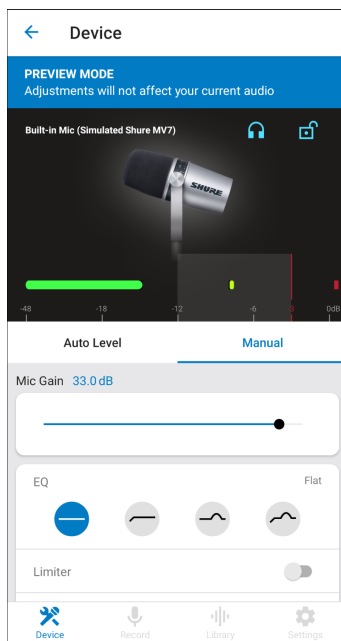 Device
PREVIEW MODE
Adjustments will not affect your current audio
Built-in Mic (Simulated Shure MV7)
SHURE
-48 -18 -12 -6 0 0dB
Auto Level Manual
Mic Gain 33.0 dB
EQ Flat
Limiter
Device Record Library Settings